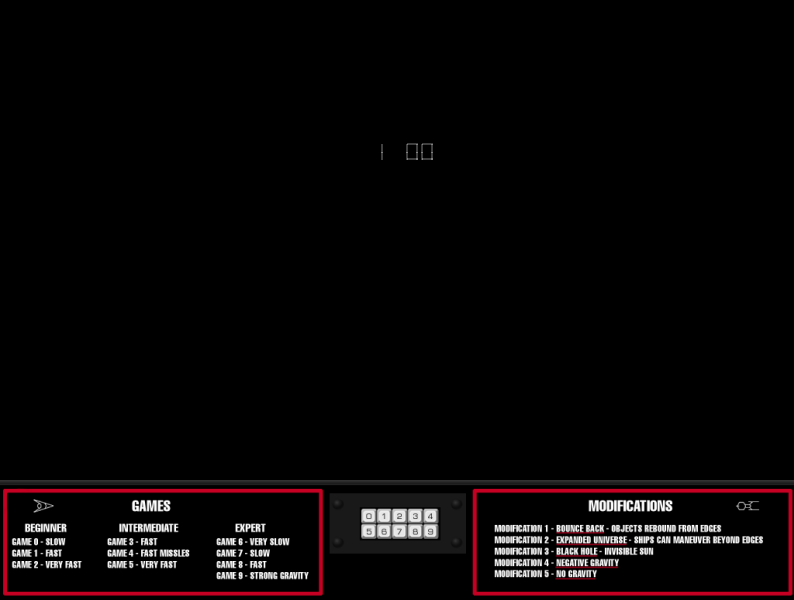 1 00
GAMES
BEGINNER
GAME 0 - SLOW
GAME 1 - FAST
GAME 2 - VERY FAST
INTERMEDIATE
GAME 3 - FAST
GAME 4 - FAST MISSLES
GAME 5 - VERY FAST
EXPERT
GAME 6 - VERY SLOW
GAME 7 - SLOW
GAME 8 - FAST
GAME 9 - STRONG GRAVITY
0 1 2 3 4
5 6 7 8 9
MODIFICATIONS
MODIFICATION 1 - BOUNCE BACK - OBJECTS REBOUND FROM EDGES
MODIFICATION 2 - EXPANDED UNIVERSE - SHIPS CAN MANEUVER BEYOND EDGES
MODIFICATION 3 - BLACK HOLE - INVISIBLE SUN
MODIFICATION 4 - NEGATIVE GRAVITY
MODIFICATION 5 - NO GRAVITY